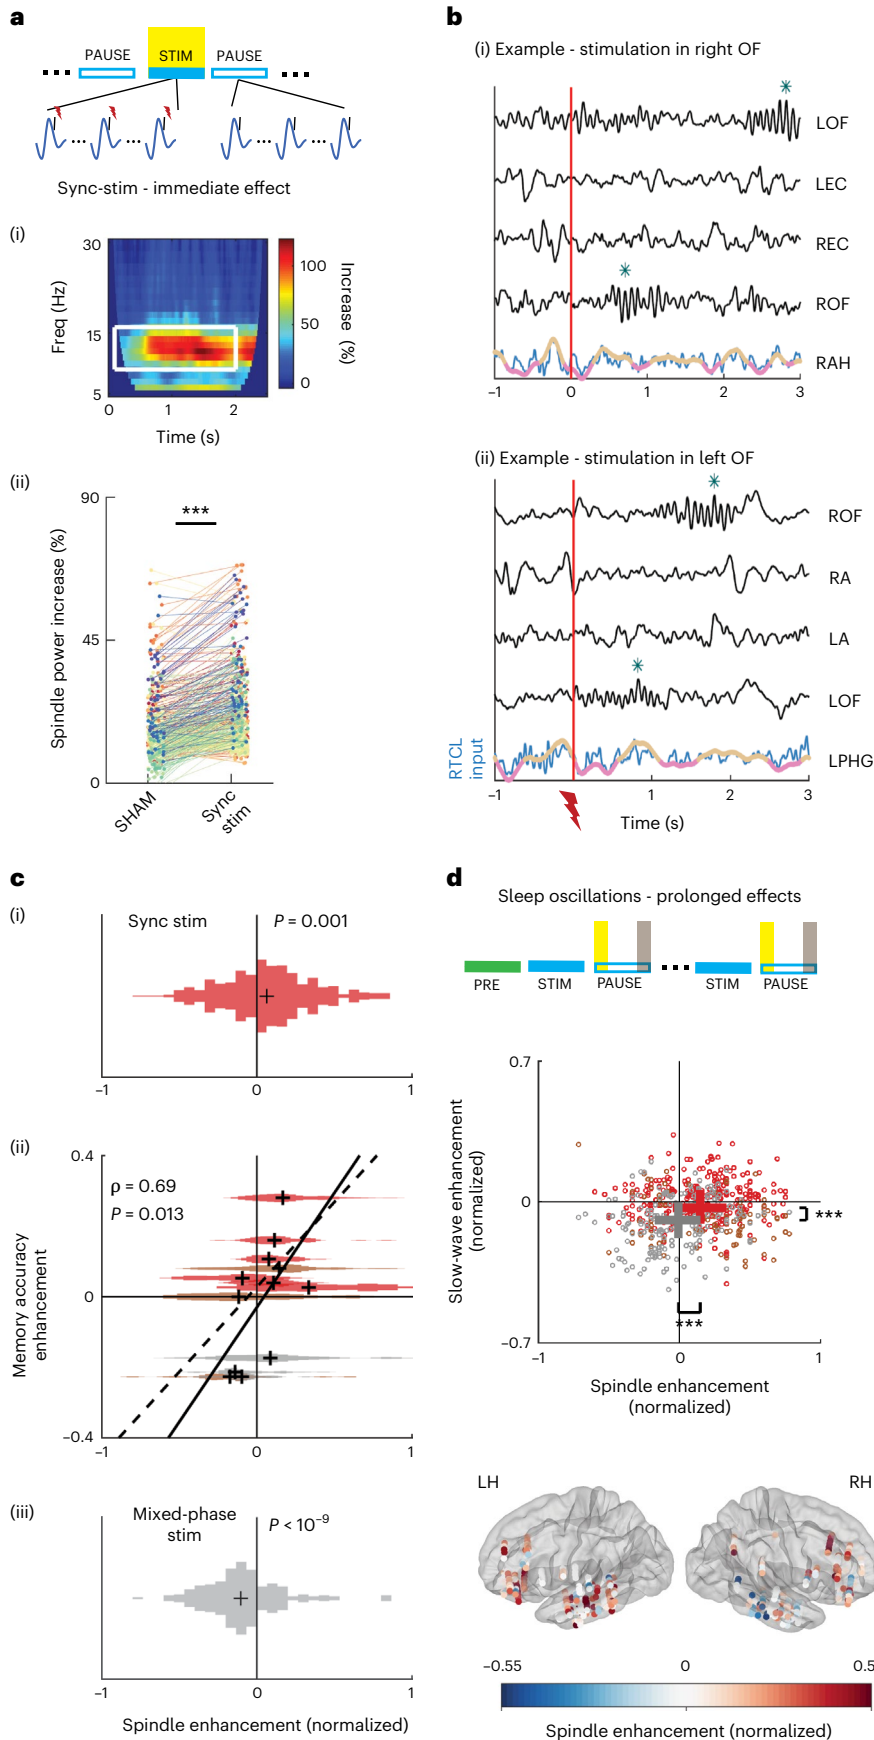 a
PAUSE STIM PAUSE
Sync-stim - immediate effect
(i)
30
15
5
Freq (Hz)
0 1 2
Time (s)
100
50
0
Increase (%)
(ii)
90
45
0
Spindle power increase (%)
***
SHAM
Sync
stim
b
(i) Example - stimulation in right OF
LOF
LEC
REC
ROF
RAH
–1 0 1 2 3
(ii) Example - stimulation in left OF
ROF
RA
LA
LOF
LPHG
RTCL
input
–1 1 2 3
Time (s)
c
(i)
Sync stim P = 0.001
–1 0 1
(ii)
0.4
0
–0.4
ρ = 0.69
P = 0.013
Memory accuracy
enhancement
–1 0 1
(iii)
Mixed-phase
stim
P < 10⁻⁹
–1 0 1
Spindle enhancement (normalized)
d
Sleep oscillations - prolonged effects
PRE STIM PAUSE STIM PAUSE
0.7
0
–0.7
Slow-wave enhancement
(normalized)
***
***
–1 0 1
Spindle enhancement
(normalized)
LH RH
–0.55 0 0.5
Spindle enhancement (normalized)